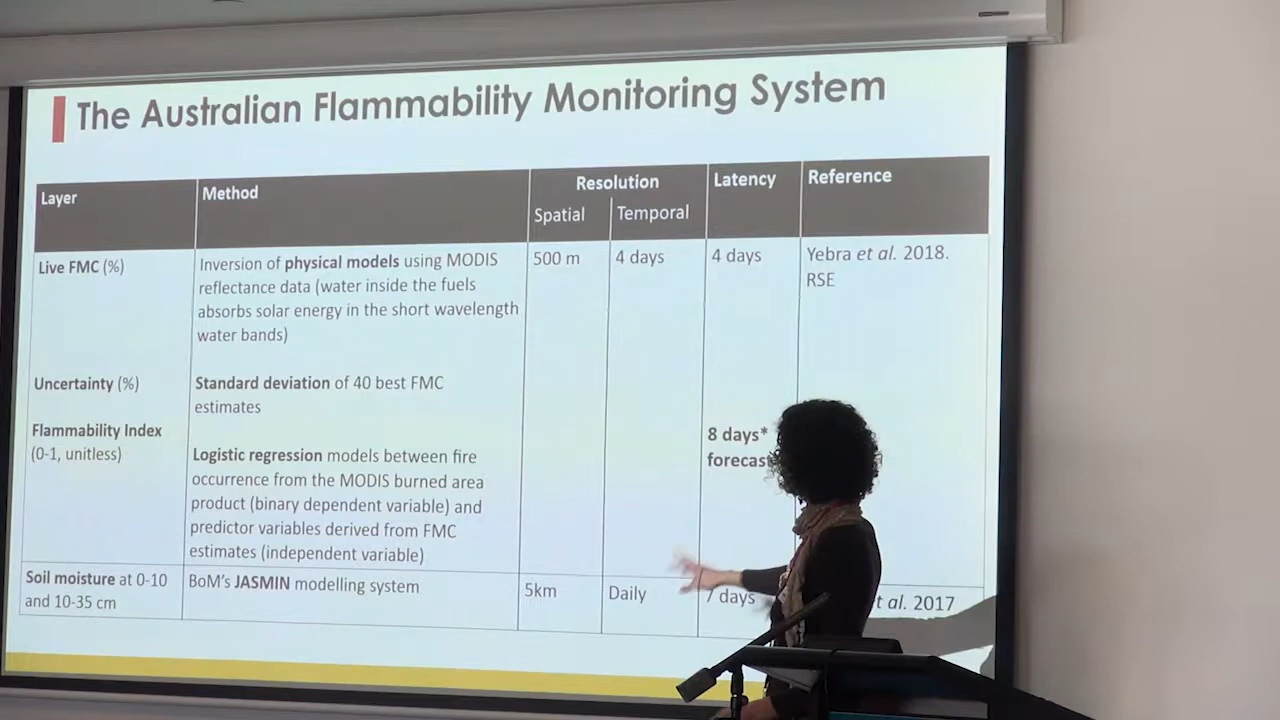 The Australian Flammability Monitoring System
Layer
Method
Resolution
Spatial
Temporal
Latency
Reference
Live FMC (%)
Inversion of physical models using MODIS
reflectance data (water inside the fuels
absorbs solar energy in the short wavelength
water bands)
500 m
4 days
4 days
Yebra et al. 2018.
RSE
Uncertainty (%)
Standard deviation of 40 best FMC
estimates
Flammability Index
(0-1, unitless)
Logistic regression models between fire
occurrence from the MODIS burned area
product (binary dependent variable) and
predictor variables derived from FMC
estimates (independent variable)
8 days*
forecast
Soil moisture at 0-10
and 10-35 cm
BoM's JASMIN modelling system
5km
Daily
7 days
al. 2017